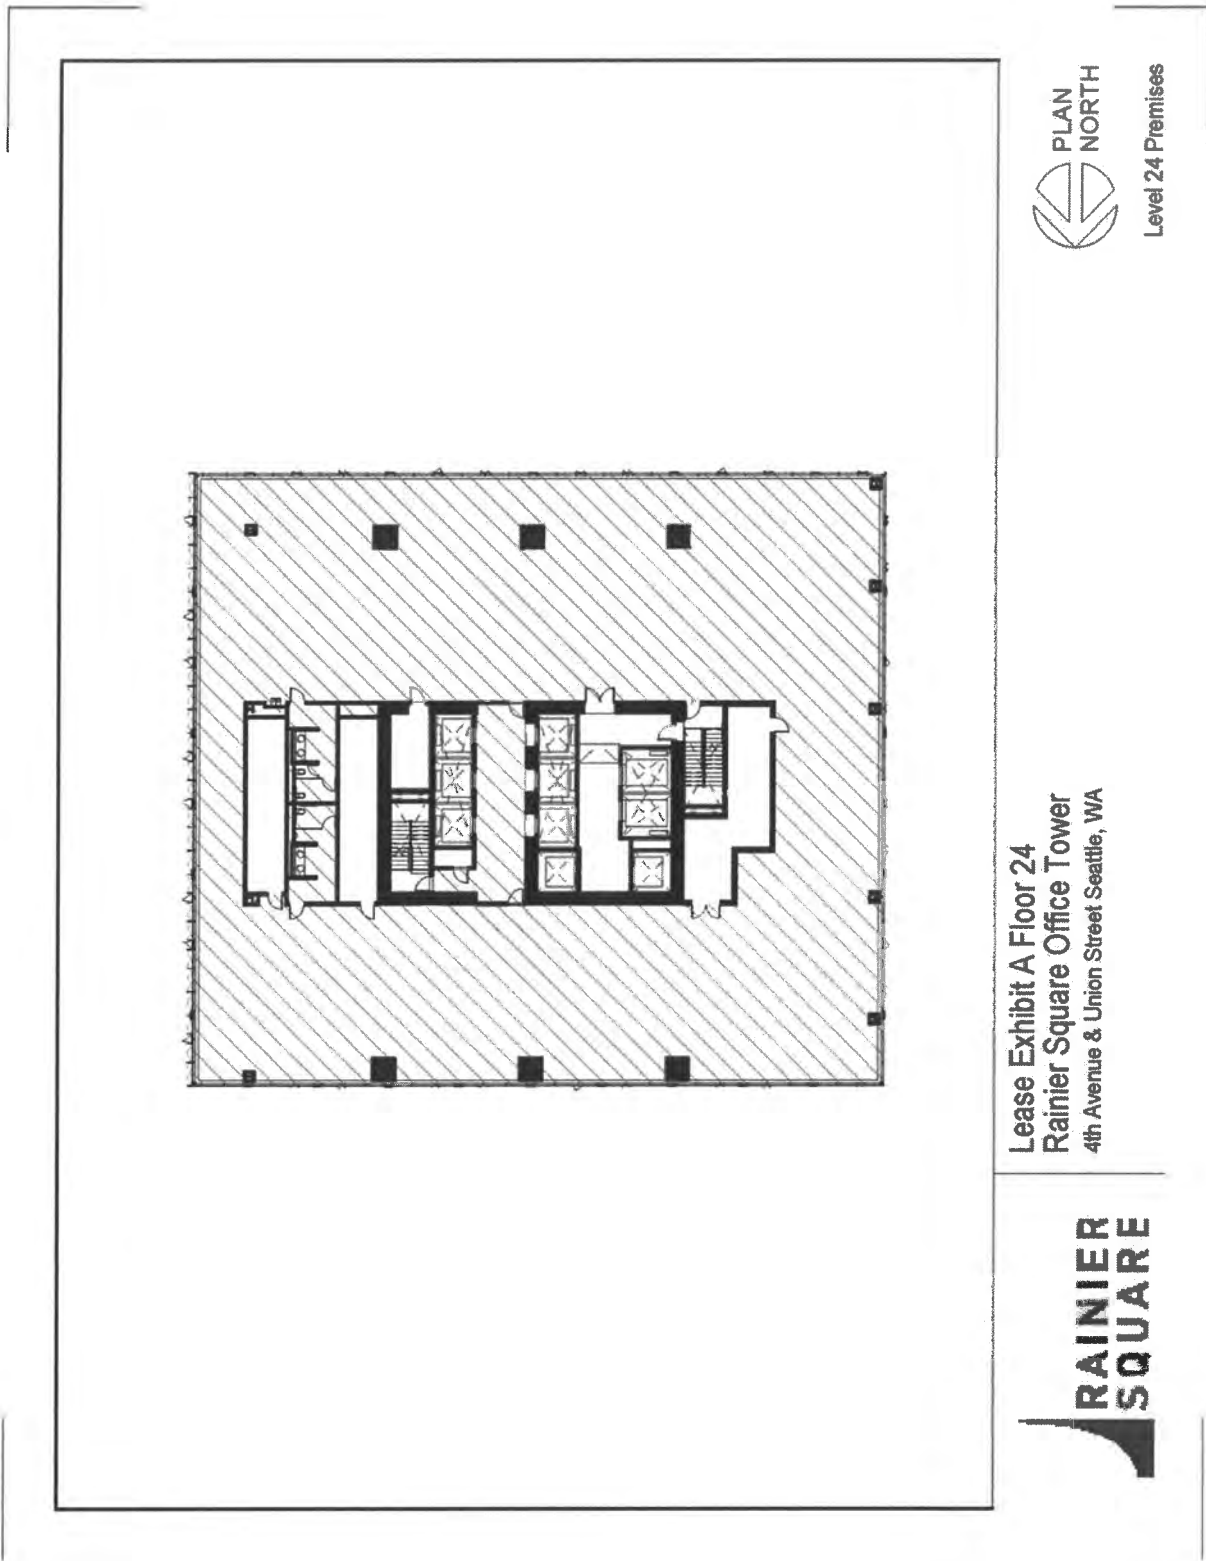 RAINIER
SQUARE
Lease Exhibit A Floor 24
Rainier Square Office Tower
4th Avenue & Union Street Seattle, WA
PLAN
NORTH
Level 24 Premises